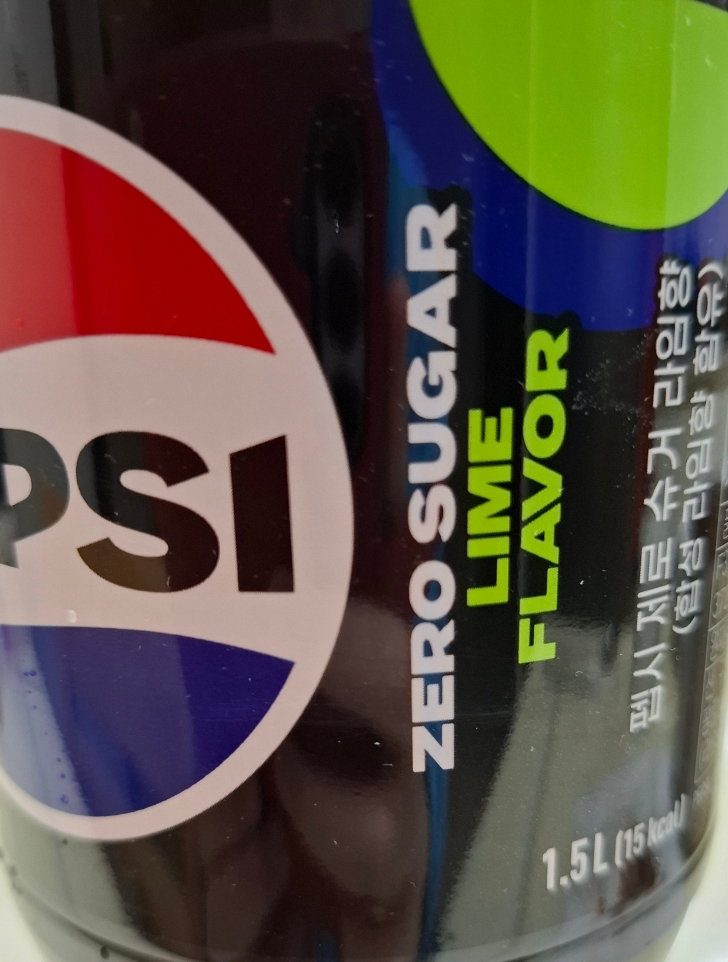 PSI
ZERO SUGAR
LIME
FLAVOR
펩시 제로 슈거 라임향
(합성 라임향 함유)
1.5 L (15 kcal)